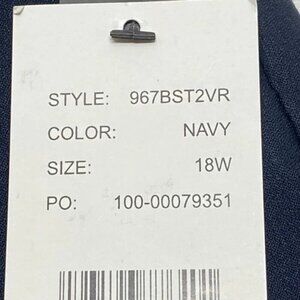 STYLE: 967BST2VR
COLOR: NAVY
SIZE: 18W
PO: 100-00079351